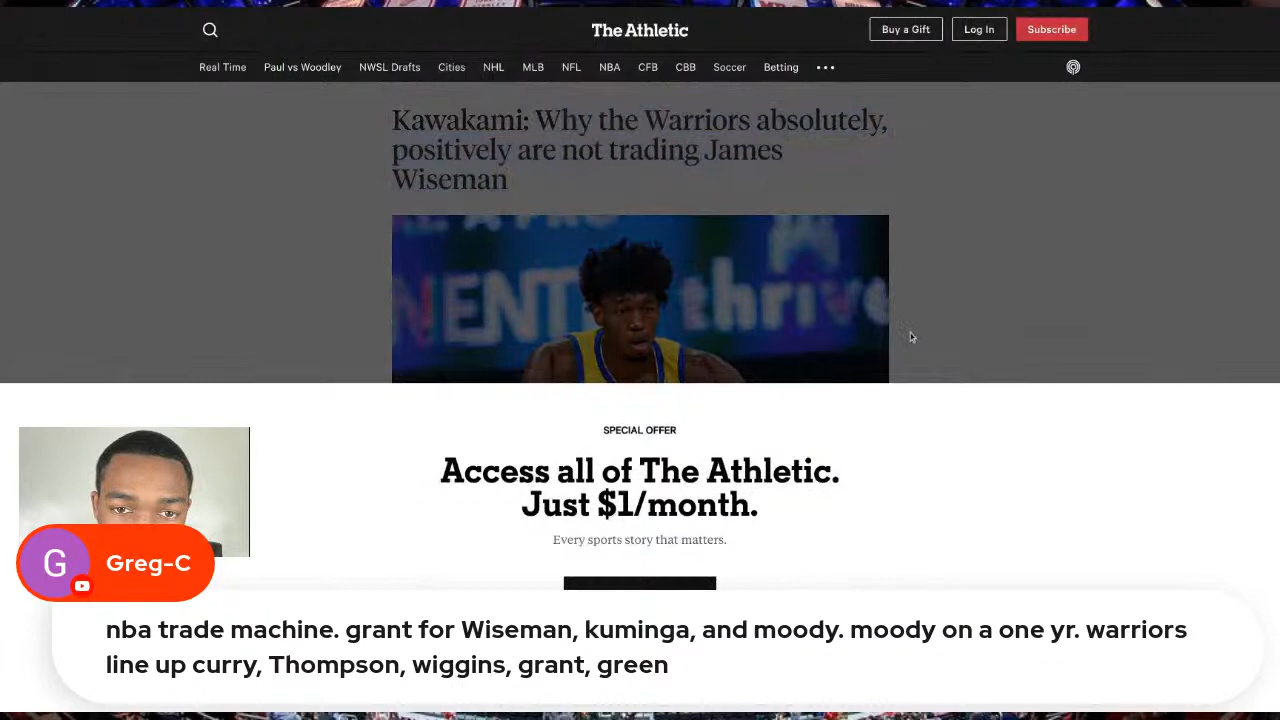 The Athletic
Buy a Gift
Log In
Subscribe
Real Time
Paul vs Woodley
NWSL Drafts
Cities
NHL
MLB
NFL
NBA
CFB
CBB
Soccer
Betting
Kawakami: Why the Warriors absolutely,
positively are not trading James
Wiseman
NENT
thrive
SPECIAL OFFER
Access all of The Athletic.
Just $1/month.
Every sports story that matters.
G
Greg-C
nba trade machine. grant for Wiseman, kuminga, and moody. moody on a one yr. warriors
line up curry, Thompson, wiggins, grant, green